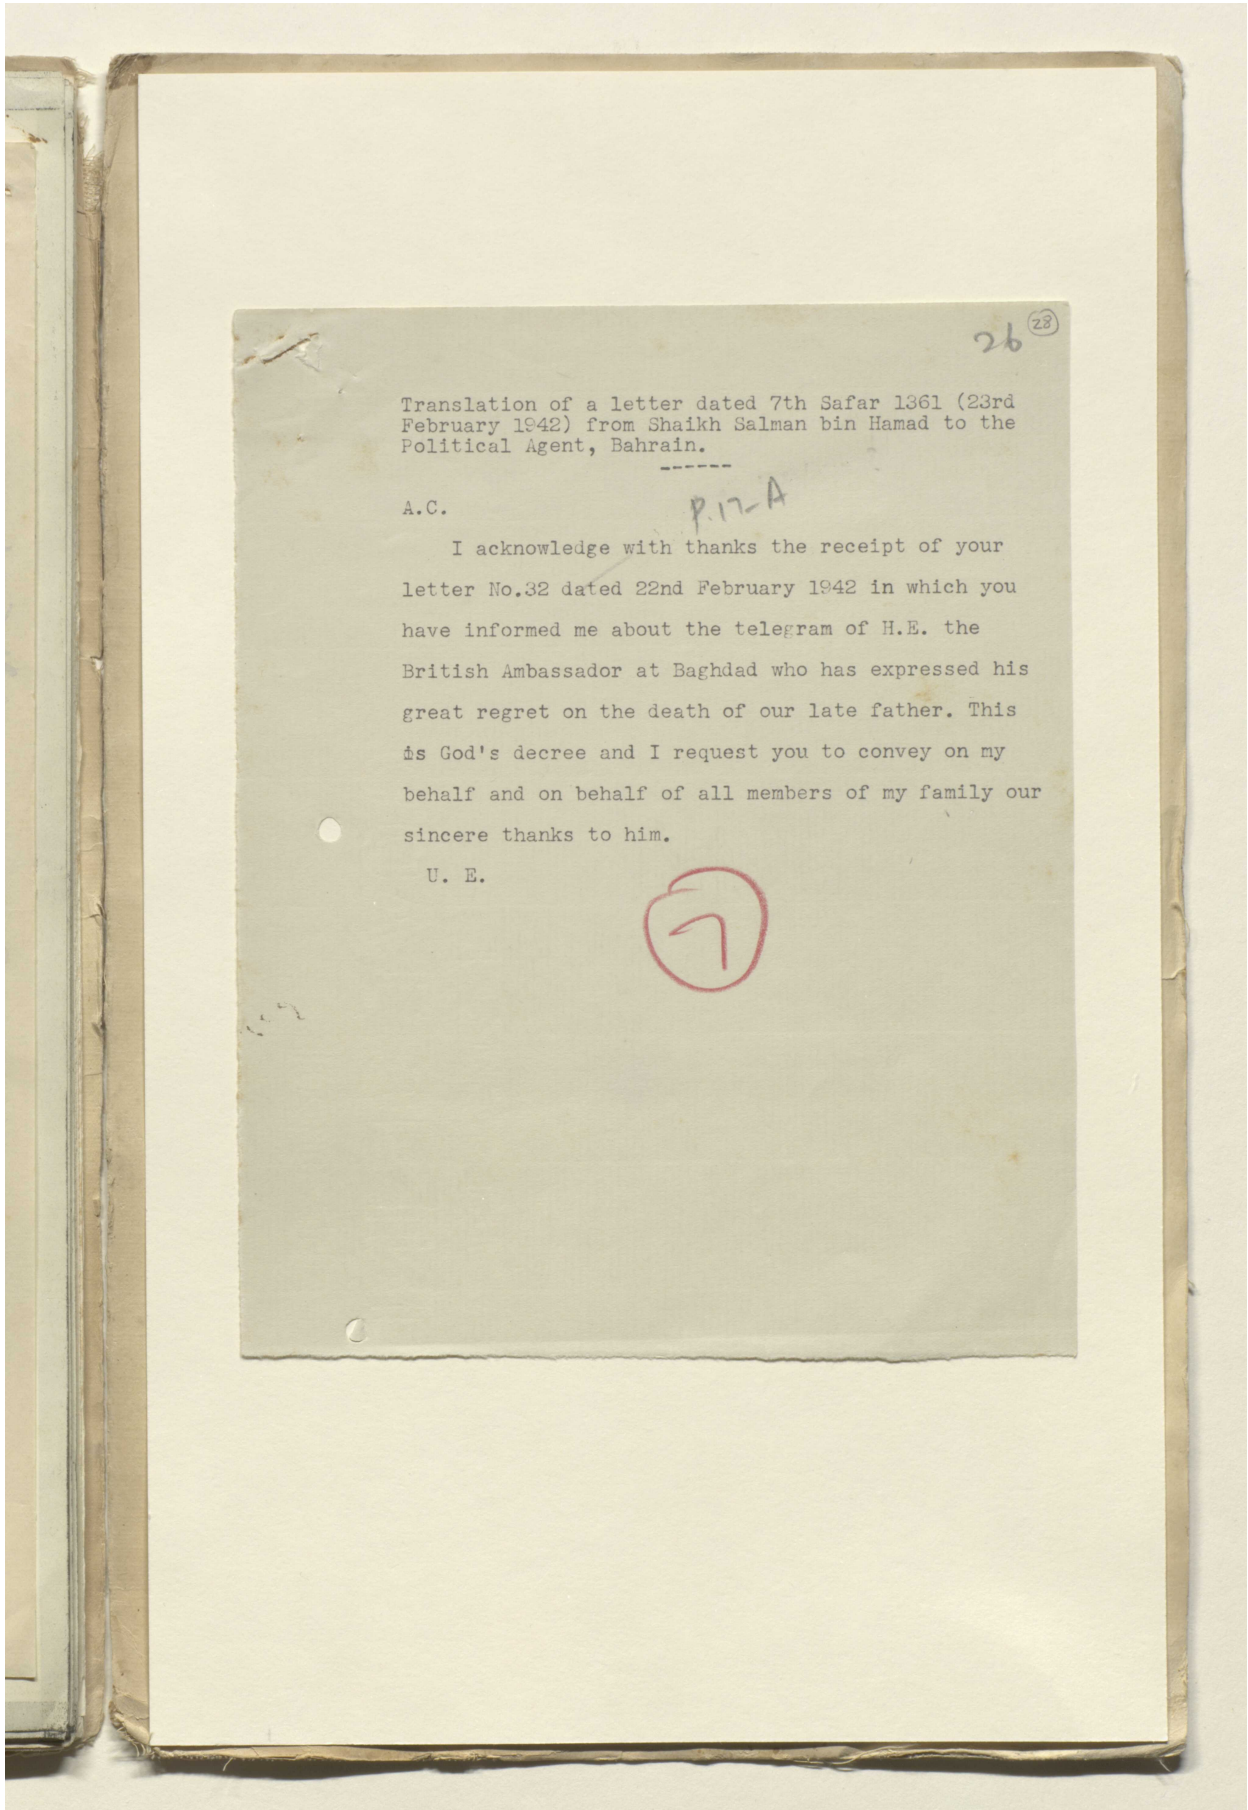 26 28
Translation of a letter dated 7th Safar 1361 (23rd
February 1942) from Shaikh Salman bin Hamad to the
Political Agent, Bahrain.
------
P.17-A
A.C.
I acknowledge with thanks the receipt of your
letter No.32 dated 22nd February 1942 in which you
have informed me about the telegram of H.E. the
British Ambassador at Baghdad who has expressed his
great regret on the death of our late father. This
is God's decree and I request you to convey on my
behalf and on behalf of all members of my family our
sincere thanks to him.
U. E.
7